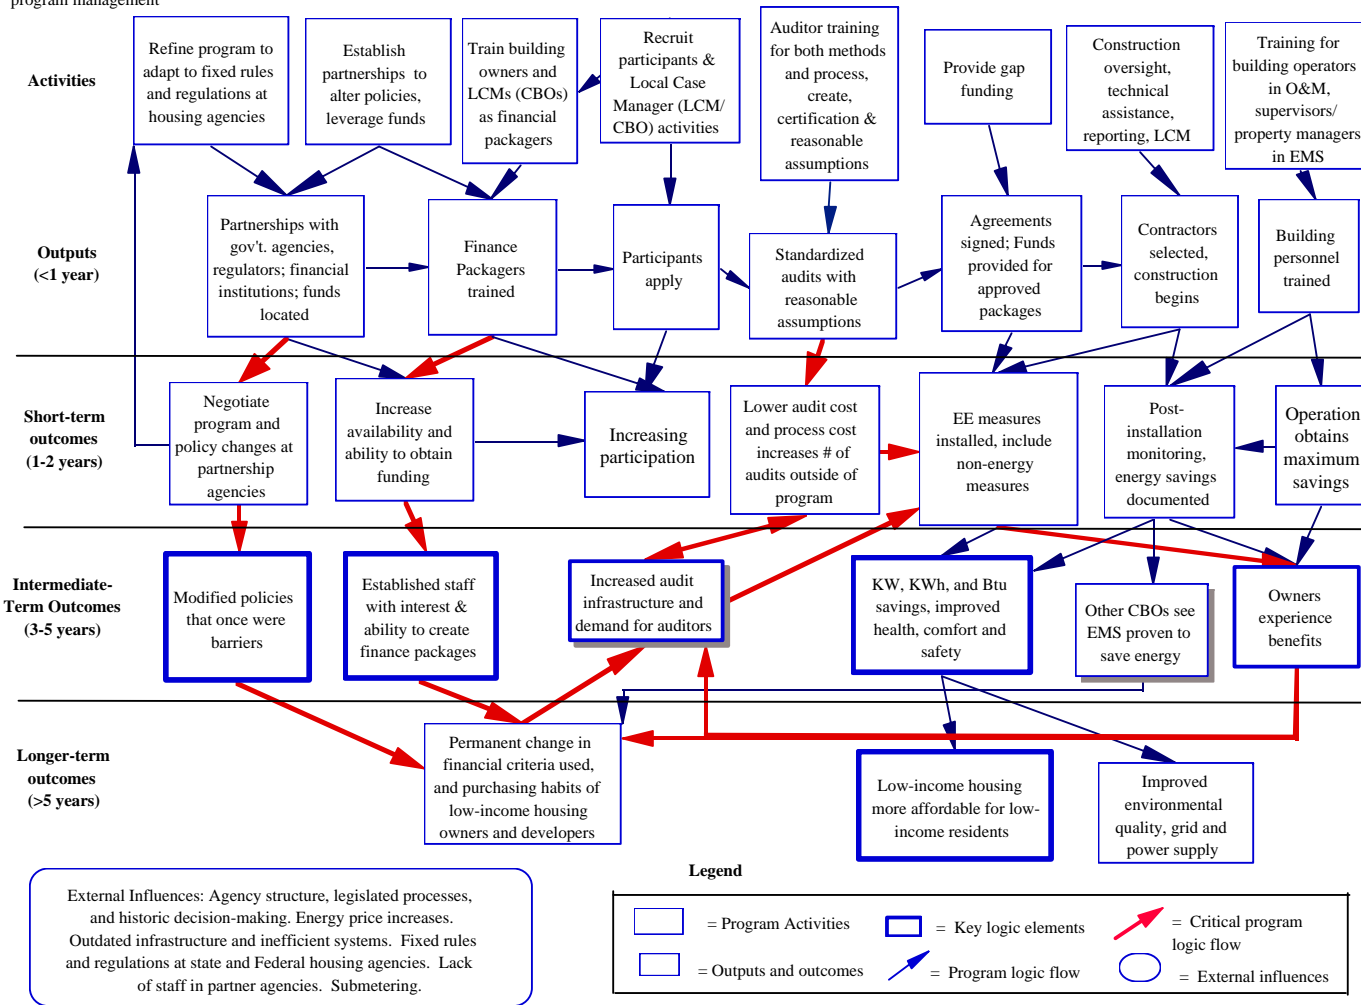 program management
Activities
Refine program to
adapt to fixed rules
and regulations at
housing agencies
Establish
partnerships to
alter policies,
leverage funds
Train building
owners and
LCMs (CBOs)
as financial
packagers
Recruit
participants &
Local Case
Manager (LCM/
CBO) activities
Auditor training
for both methods
and process,
create,
certification &
reasonable
assumptions
Provide gap
funding
Construction
oversight,
technical
assistance,
reporting, LCM
Training for
building operators
in O&M,
supervisors/
property managers
in EMS
Outputs
(<1 year)
Partnerships with
gov't. agencies,
regulators; financial
institutions; funds
located
Finance
Packagers
trained
Participants
apply
Standardized
audits with
reasonable
assumptions
Agreements
signed; Funds
provided for
approved
packages
Contractors
selected,
construction
begins
Building
personnel
trained
Short-term
outcomes
(1-2 years)
Negotiate
program and
policy changes at
partnership
agencies
Increase
availability and
ability to obtain
funding
Increasing
participation
Lower audit cost
and process cost
increases # of
audits outside of
program
EE measures
installed, include
non-energy
measures
Post-
installation
monitoring,
energy savings
documented
Operation
obtains
maximum
savings
Intermediate-
Term Outcomes
(3-5 years)
Modified policies
that once were
barriers
Established staff
with interest &
ability to create
finance packages
Increased audit
infrastructure and
demand for auditors
KW, KWh, and Btu
savings, improved
health, comfort and
safety
Other CBOs see
EMS proven to
save energy
Owners
experience
benefits
Longer-term
outcomes
(>5 years)
Permanent change in
financial criteria used,
and purchasing habits of
low-income housing
owners and developers
Low-income housing
more affordable for low-
income residents
Improved
environmental
quality, grid and
power supply
External Influences: Agency structure, legislated processes,
and historic decision-making. Energy price increases.
Outdated infrastructure and inefficient systems. Fixed rules
and regulations at state and Federal housing agencies. Lack
of staff in partner agencies. Submetering.
Legend
= Program Activities
= Key logic elements
= Critical program
logic flow
= Outputs and outcomes
= Program logic flow
= External influences